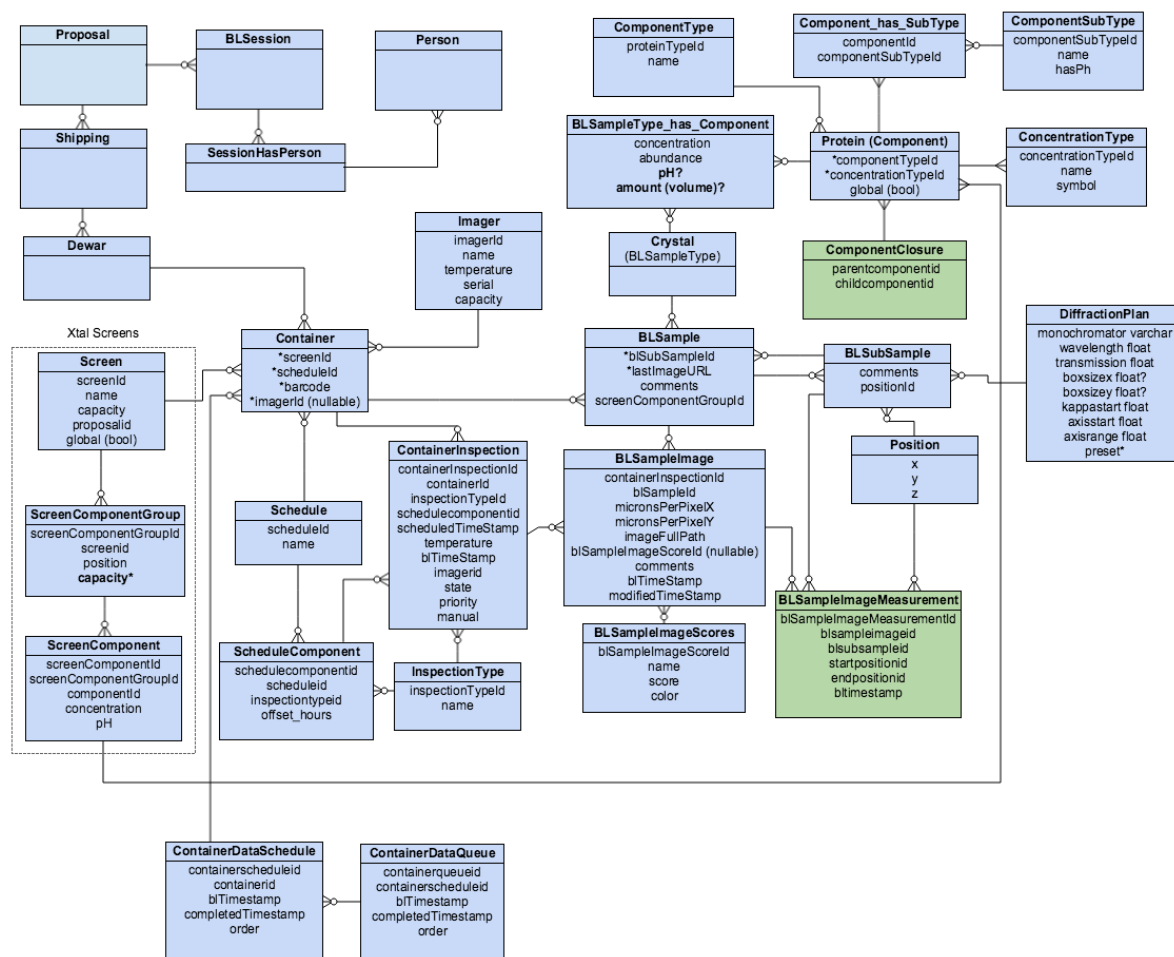 Proposal
BLSession
Person
Shipping
SessionHasPerson
Dewar
ComponentType
proteinTypeId
name
Component_has_SubType
componentId
componentSubTypeId
ComponentSubType
componentSubTypeId
name
hasPh
BLSampleType_has_Component
concentration
abundance
pH?
amount (volume)?
Protein (Component)
*componentTypeId
*concentrationTypeId
global (bool)
ConcentrationType
concentrationTypeId
name
symbol
Imager
imagerId
name
temperature
serial
capacity
Crystal
(BLSampleType)
ComponentClosure
parentcomponentid
childcomponentid
Xtal Screens
Screen
screenId
name
capacity
proposalid
global (bool)
Container
*screenId
*scheduleId
*barcode
*imagerId (nullable)
BLSample
*blSubSampleId
*lastImageURL
comments
screenComponentGroupId
BLSubSample
comments
positionId
DiffractionPlan
monochromator varchar
wavelength float
transmission float
boxsizex float?
boxsizey float?
kappastart float
axisstart float
axisrange float
preset*
ContainerInspection
containerInspectionId
containerId
inspectionTypeId
schedulecomponentid
scheduledTimeStamp
temperature
blTimeStamp
imagerid
state
priority
manual
BLSampleImage
containerInspectionId
blSampleId
micronsPerPixelX
micronsPerPixelY
imageFullPath
blSampleImageScoreId (nullable)
comments
blTimeStamp
modifiedTimeStamp
Position
x
y
z
ScreenComponentGroup
screenComponentGroupId
screenid
position
capacity*
Schedule
scheduleId
name
BLSampleImageMeasurement
blSampleImageMeasurementId
blsampleimageid
blsubsampleid
startpositionid
endpositionid
bltimestamp
ScreenComponent
screenComponentId
screenComponentGroupId
componentId
concentration
pH
ScheduleComponent
schedulecomponentid
scheduleid
inspectiontypeid
offset_hours
InspectionType
inspectionTypeId
name
BLSampleImageScores
blSampleImageScoreId
name
score
color
ContainerDataSchedule
containerscheduleid
containerid
blTimestamp
completedTimestamp
order
ContainerDataQueue
containerqueueid
containerscheduleid
blTimestamp
completedTimestamp
order